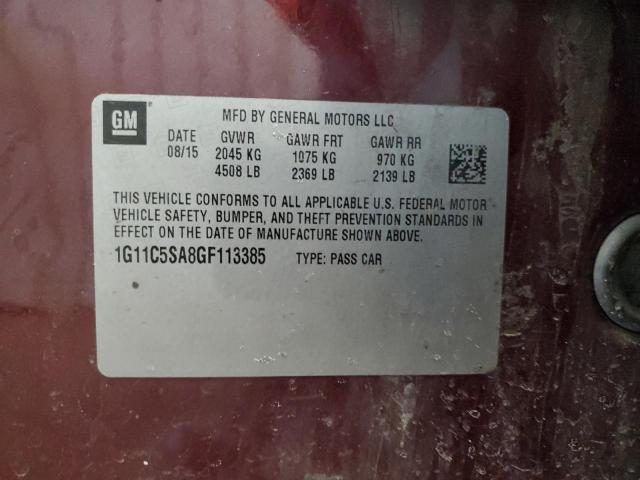 GM
MFD BY GENERAL MOTORS LLC
DATE GVWR GAWR FRT GAWR RR
08/15 2045 KG 1075 KG 970 KG
4508 LB 2369 LB 2139 LB
THIS VEHICLE CONFORMS TO ALL APPLICABLE U.S. FEDERAL MOTOR
VEHICLE SAFETY, BUMPER, AND THEFT PREVENTION STANDARDS IN
EFFECT ON THE DATE OF MANUFACTURE SHOWN ABOVE.
1G11C5SA8GF113385 TYPE: PASS CAR